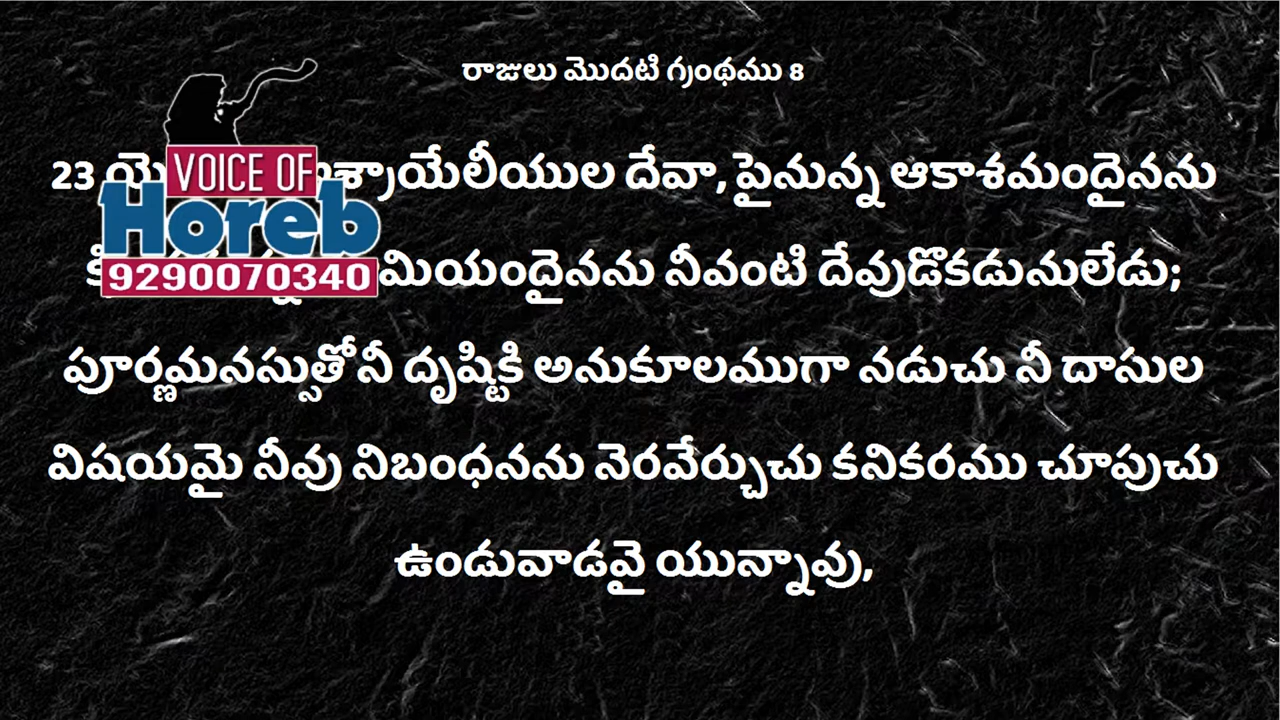 రాజులు మొదటి గ్రంథము 8
23 ఇశ్రాయేలీయుల దేవా, పైనున్న ఆకాశమందైనను
VOICE OF
Horeb
నీవంటి దేవుడొకడునులేడు;
9290070340
పూర్ణమనస్సుతో నీ దృష్టికి అనుకూలముగా నడుచు నీ దాసుల
విషయమై నీవు నిబంధనను నెరవేర్చుచు కనికరము చూపుచు
ఉండువాడవై యున్నావు,